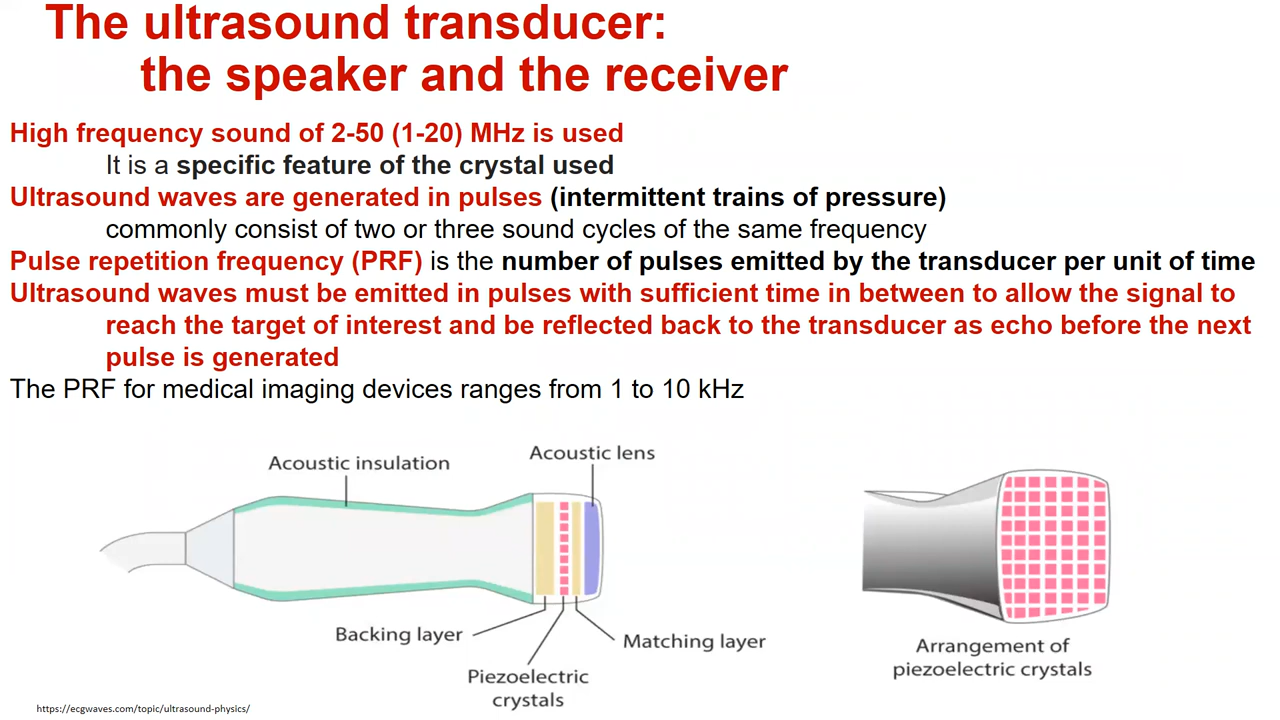 The ultrasound transducer:
the speaker and the receiver
High frequency sound of 2-50 (1-20) MHz is used
It is a specific feature of the crystal used
Ultrasound waves are generated in pulses (intermittent trains of pressure)
commonly consist of two or three sound cycles of the same frequency
Pulse repetition frequency (PRF) is the number of pulses emitted by the transducer per unit of time
Ultrasound waves must be emitted in pulses with sufficient time in between to allow the signal to
reach the target of interest and be reflected back to the transducer as echo before the next
pulse is generated
The PRF for medical imaging devices ranges from 1 to 10 kHz
Acoustic insulation
Acoustic lens
Backing layer
Matching layer
Piezoelectric
crystals
Arrangement of
piezoelectric crystals
https://ecgwaves.com/topic/ultrasound-physics/